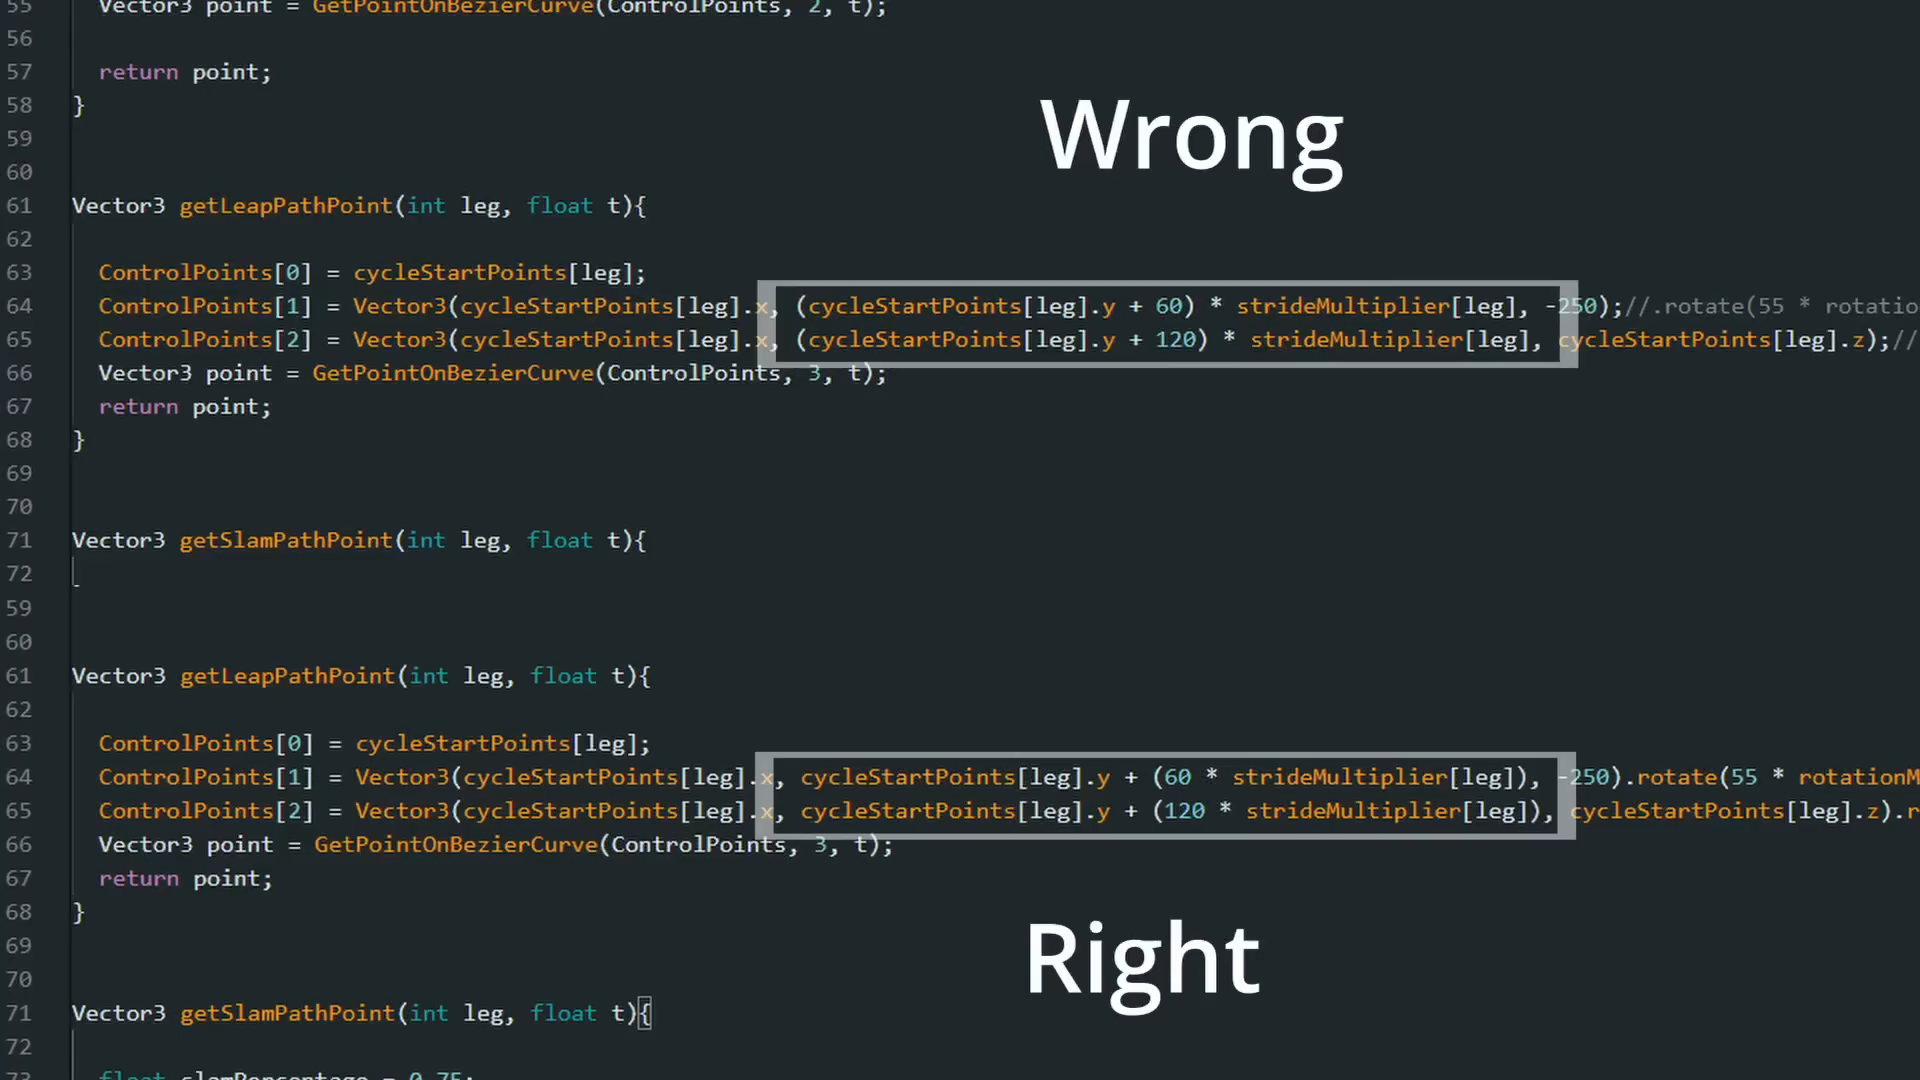 55 Vector3 point = GetPointOnBezierCurve(ControlPoints, 2, t);
56
57 return point;
58 }
Wrong
59
60
61 Vector3 getLeapPathPoint(int leg, float t){
62
63 ControlPoints[0] = cycleStartPoints[leg];
64 ControlPoints[1] = Vector3(cycleStartPoints[leg].x, (cycleStartPoints[leg].y + 60) * strideMultiplier[leg], -250);//.rotate(55 * rotatio
65 ControlPoints[2] = Vector3(cycleStartPoints[leg].x, (cycleStartPoints[leg].y + 120) * strideMultiplier[leg], cycleStartPoints[leg].z);//
66 Vector3 point = GetPointOnBezierCurve(ControlPoints, 3, t);
67 return point;
68 }
69
70
71 Vector3 getSlamPathPoint(int leg, float t){
72
59
60
61 Vector3 getLeapPathPoint(int leg, float t){
62
63 ControlPoints[0] = cycleStartPoints[leg];
64 ControlPoints[1] = Vector3(cycleStartPoints[leg].x, cycleStartPoints[leg].y + (60 * strideMultiplier[leg]), -250).rotate(55 * rotationM
65 ControlPoints[2] = Vector3(cycleStartPoints[leg].x, cycleStartPoints[leg].y + (120 * strideMultiplier[leg]), cycleStartPoints[leg].z).r
66 Vector3 point = GetPointOnBezierCurve(ControlPoints, 3, t);
67 return point;
68 }
Right
69
70
71 Vector3 getSlamPathPoint(int leg, float t){
72
73 float slamPercentage = 0.75;